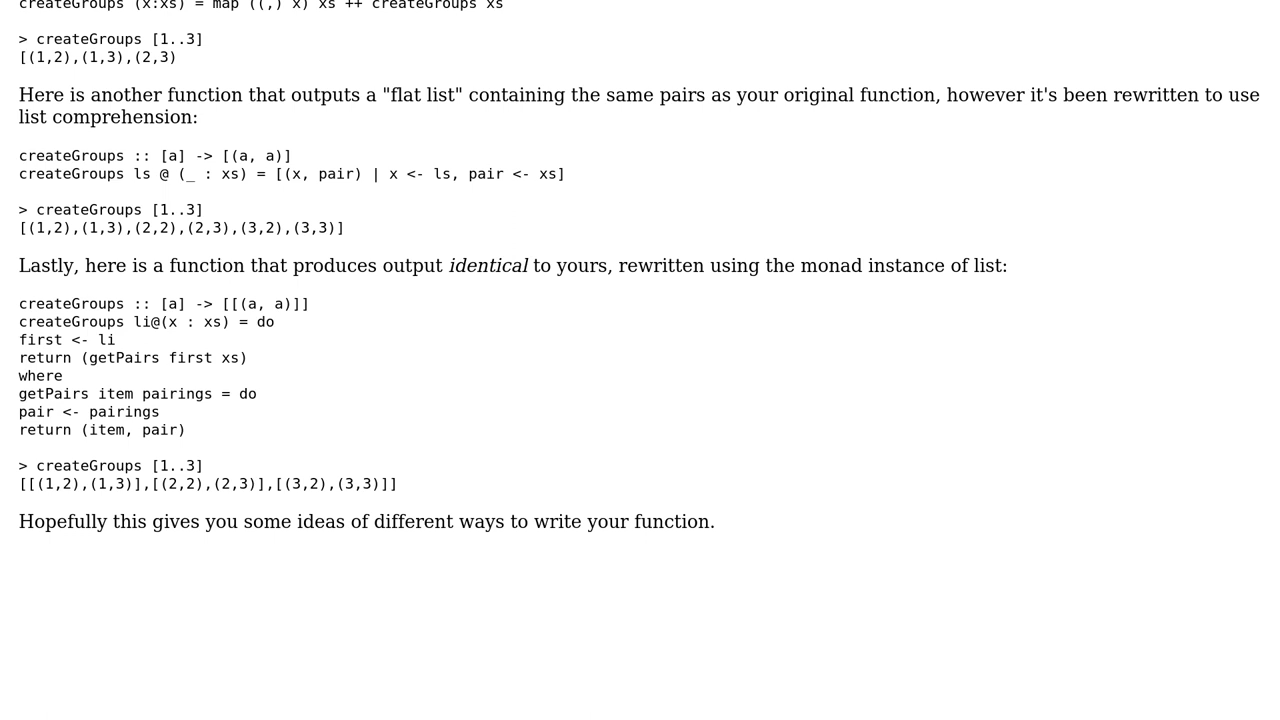 createGroups (x:xs) = map ((,) x) xs ++ createGroups xs
> createGroups [1..3]
[(1,2),(1,3),(2,3)
Here is another function that outputs a "flat list" containing the same pairs as your original function, however it's been rewritten to use
list comprehension:
createGroups :: [a] -> [(a, a)]
createGroups ls @ (_ : xs) = [(x, pair) | x <- ls, pair <- xs]
> createGroups [1..3]
[(1,2),(1,3),(2,2),(2,3),(3,2),(3,3)]
Lastly, here is a function that produces output identical to yours, rewritten using the monad instance of list:
createGroups :: [a] -> [[(a, a)]]
createGroups li@(x : xs) = do
first <- li
return (getPairs first xs)
where
getPairs item pairings = do
pair <- pairings
return (item, pair)
> createGroups [1..3]
[[(1,2),(1,3)],[(2,2),(2,3)],[(3,2),(3,3)]]
Hopefully this gives you some ideas of different ways to write your function.